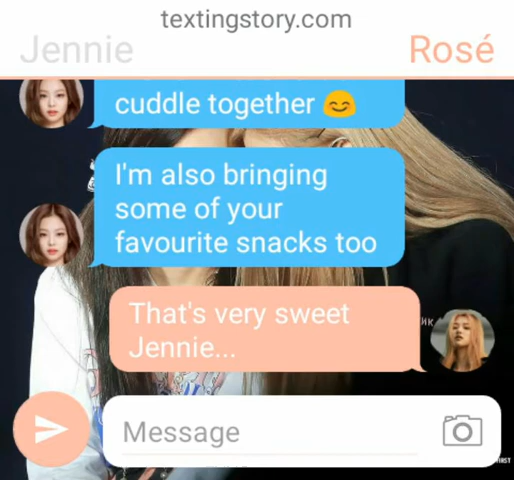 textingstory.com
Jennie
Rosé
cuddle together 😊
I'm also bringing
some of your
favourite snacks too
That's very sweet
Jennie...
Message